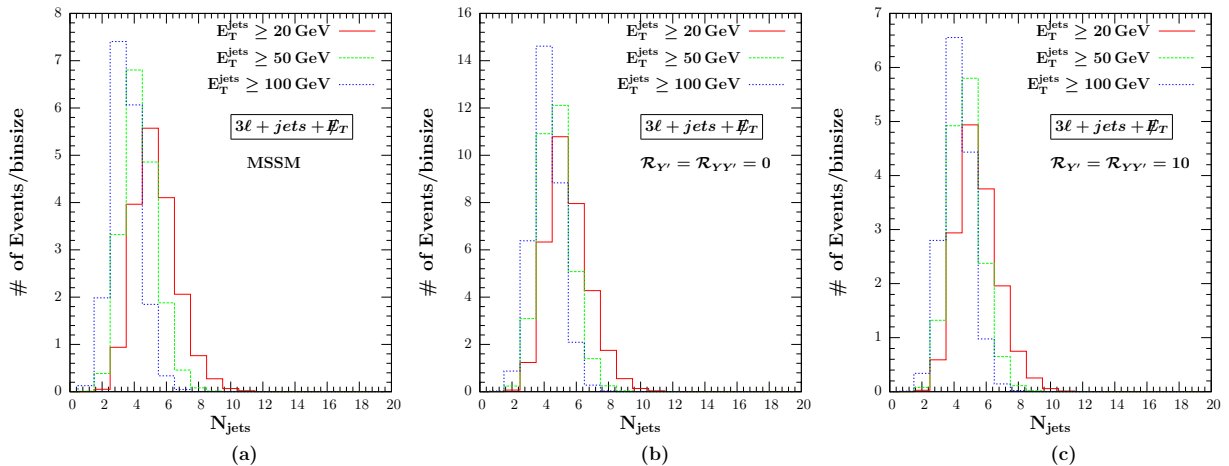 # of Events/binsize
8
7
6
5
4
3
2
1
0
E_T^jets ≥ 20 GeV
E_T^jets ≥ 50 GeV
E_T^jets ≥ 100 GeV
3ℓ + jets + E̸_T
MSSM
0 2 4 6 8 10 12 14 16 18 20
N_jets
(a)
# of Events/binsize
16
14
12
10
8
6
4
2
0
E_T^jets ≥ 20 GeV
E_T^jets ≥ 50 GeV
E_T^jets ≥ 100 GeV
3ℓ + jets + E̸_T
ℛ_Y′ = ℛ_YY′ = 0
0 2 4 6 8 10 12 14 16 18 20
N_jets
(b)
# of Events/binsize
7
6
5
4
3
2
1
0
E_T^jets ≥ 20 GeV
E_T^jets ≥ 50 GeV
E_T^jets ≥ 100 GeV
3ℓ + jets + E̸_T
ℛ_Y′ = ℛ_YY′ = 10
0 2 4 6 8 10 12 14 16 18 20
N_jets
(c)